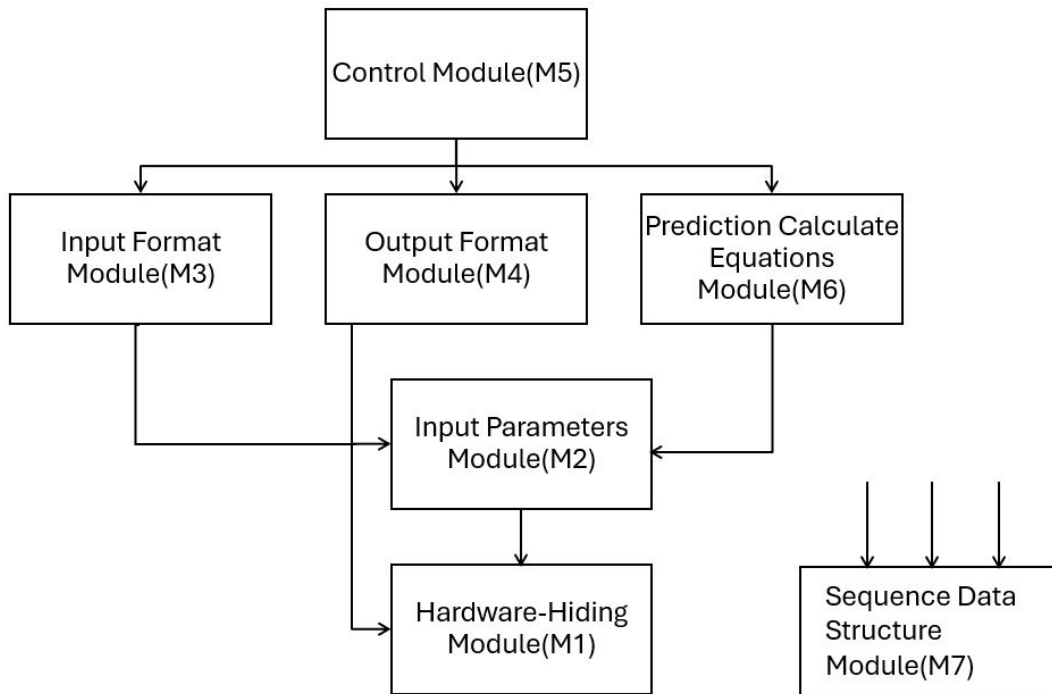 Control Module(M5)
Input Format
Module(M3)
Output Format
Module(M4)
Prediction Calculate
Equations
Module(M6)
Input Parameters
Module(M2)
Hardware-Hiding
Module(M1)
Sequence Data
Structure
Module(M7)